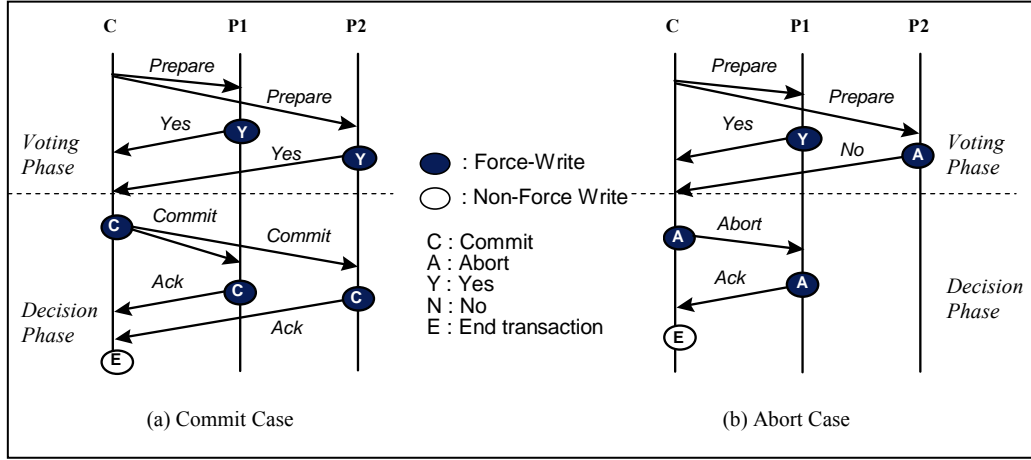 C P1 P2
Prepare
Prepare
Yes
Y
Voting
Phase
Yes
Y
C
Commit
Commit
Ack
C
C
Decision
Phase
Ack
E
(a) Commit Case
: Force-Write
: Non-Force Write
C : Commit
A : Abort
Y : Yes
N : No
E : End transaction
C P1 P2
Prepare
Prepare
Yes
Y
No
A
Voting
Phase
A
Abort
Ack
A
Decision
Phase
E
(b) Abort Case